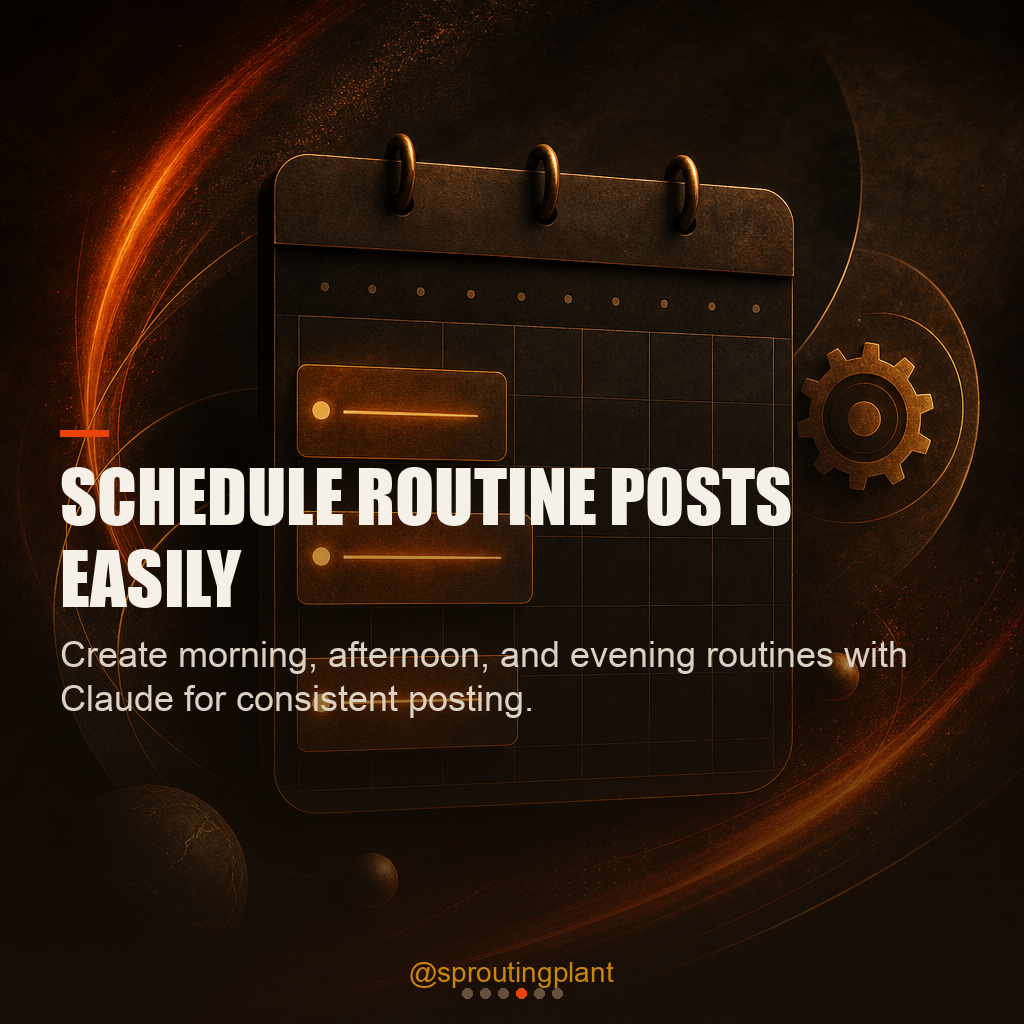 SCHEDULE ROUTINE POSTS
EASILY
Create morning, afternoon, and evening routines with
Claude for consistent posting.
@sproutingplant